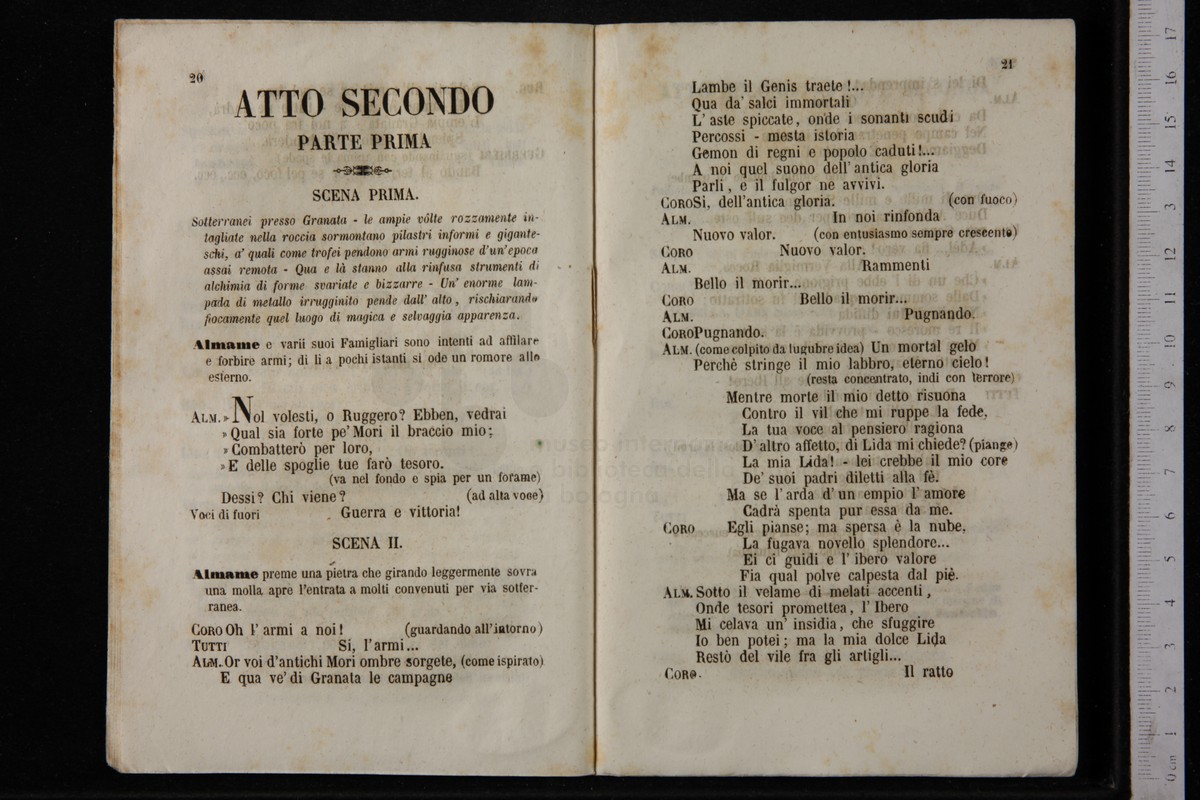 20
ATTO SECONDO
PARTE PRIMA
SCENA PRIMA.
Sotterranei presso Granata - le ampie vôlte rozzamente in-
tagliate nella roccia sormontano pilastri informi e gigante-
schi, a' quali come trofei pendono armi rugginose d'un'epoca
assai remota - Qua e là stanno alla rinfusa strumenti di
alchimia di forme svariate e bizzarre - Un' enorme lam-
pada di metallo irrugginito pende dall' alto, rischiarando
fiocamente quel luogo di magica e selvaggia apparenza.
Almame e varii suoi Famigliari sono intenti ad affilare
e forbire armi; di lì a pochi istanti si ode un romore allo
esterno.
ALM. » Nol volesti, o Ruggero? Ebben, vedrai
» Qual sia forte pe' Mori il braccio mio;
» Combatterò per loro,
» E delle spoglie tue farò tesoro.
(va nel fondo e spia per un forame)
Dessi? Chi viene? (ad alta voce)
Voci di fuori Guerra e vittoria!
SCENA II.
Almame preme una pietra che girando leggermente sovra
una molla apre l'entrata a molti convenuti per via sotter-
ranea.
CORO Oh l' armi a noi! (guardando all'intorno)
TUTTI Sí, l'armi...
ALM. Or voi d'antichi Mori ombre sorgete, (come ispirato)
E qua ve' di Granata le campagne
21
Lambe il Genis traete!...
Qua da' salci immortali
L' aste spiccate, onde i sonanti scudi
Percossi - mesta istoria
Gemon di regni e popolo caduti!...
A noi quel suono dell' antica gloria
Parli, e il fulgor ne avvivi.
CORO Si, dell'antica gloria. (con fuoco)
ALM. In noi rinfonda
Nuovo valor. (con entusiasmo sempre crescente)
CORO Nuovo valor.
ALM. Rammenti
Bello il morir...
CORO Bello il morir...
ALM. Pugnando.
CORO Pugnando.
ALM. (come colpito da lugubre idea) Un mortal gelo
Perchè stringe il mio labbro, eterno cielo!
(resta concentrato, indi con terrore)
Mentre morte il mio detto risuona
Contro il vil che mi ruppe la fede,
La tua voce al pensiero ragiona
D' altro affetto, di Lida mi chiede? (piange)
La mia Lida! - lei crebbe il mio core
De' suoi padri diletti alla fè.
Ma se l' arda d' un empio l' amore
Cadrà spenta pur essa da me.
CORO Egli pianse; ma spersa è la nube,
La fugava novello splendore...
Ei ci guidi e l' ibero valore
Fia qual polve calpesta dal piè.
ALM. Sotto il velame di melati accenti,
Onde tesori promettea, l' Ibero
Mi celava un' insidia, che sfuggire
Io ben potei; ma la mia dolce Lida
Restò del vile fra gli artigli...
CORO. Il ratto